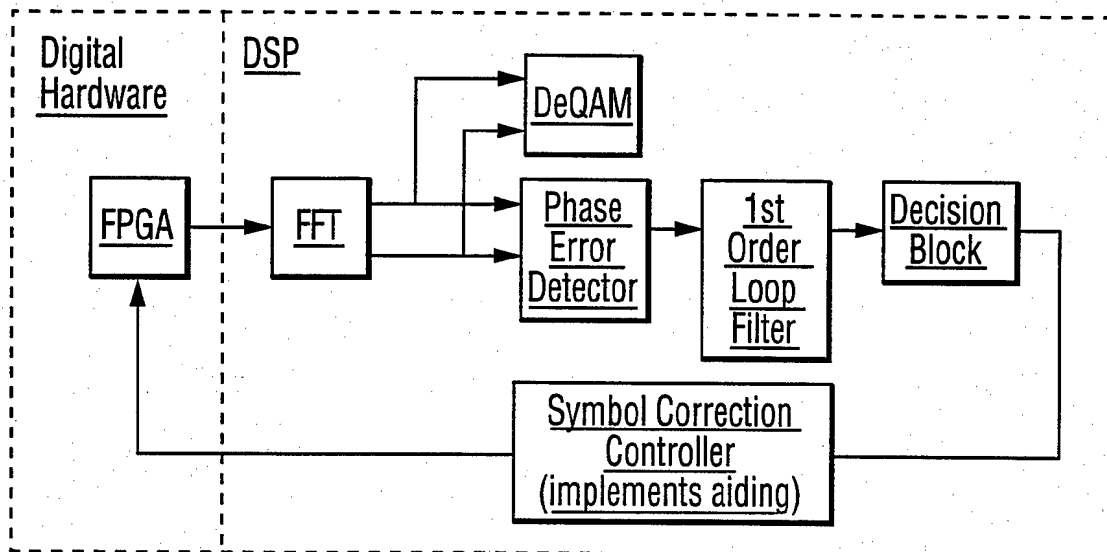 Digital
Hardware
DSP
DeQAM
FPGA
FFT
Phase
Error
Detector
1st
Order
Loop
Filter
Decision
Block
Symbol Correction
Controller
(implements aiding)